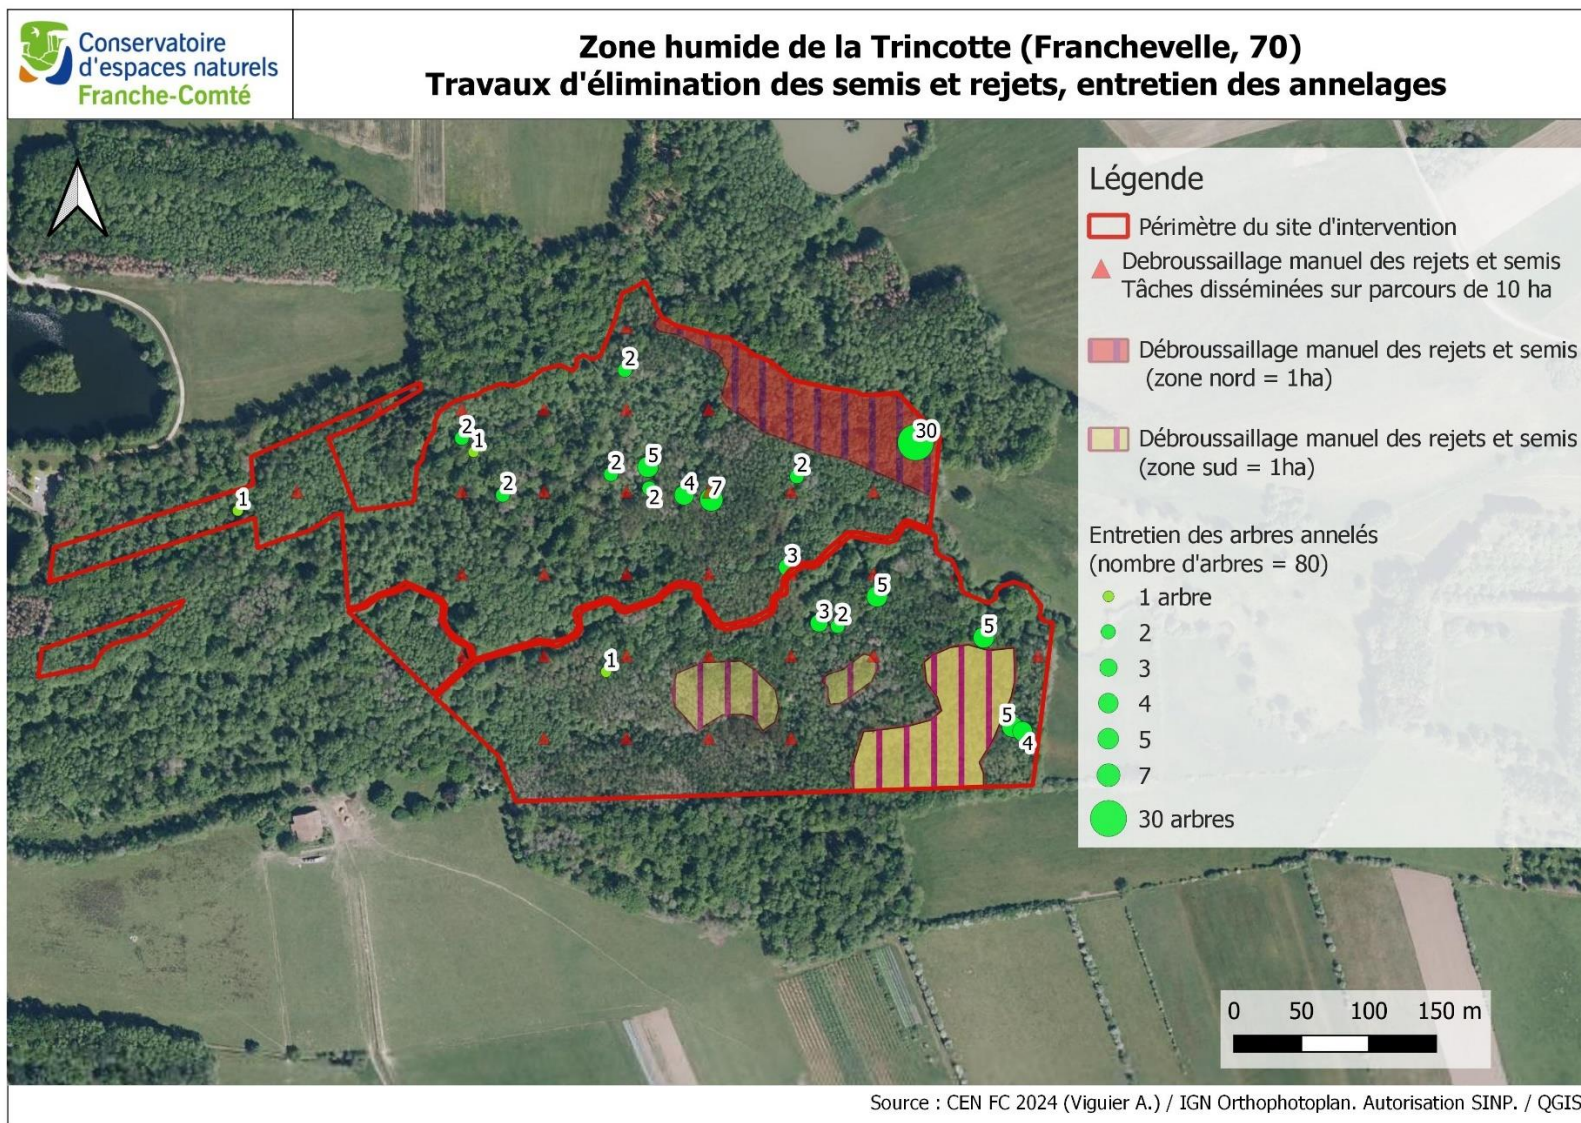 Conservatoire
d'espaces naturels
Franche-Comté
Zone humide de la Trincotte (Franchevelle, 70)
Travaux d'élimination des semis et rejets, entretien des annelages
Légende
Périmètre du site d'intervention
Debroussaillage manuel des rejets et semis
Tâches disséminées sur parcours de 10 ha
Débroussaillage manuel des rejets et semis
(zone nord = 1ha)
Débroussaillage manuel des rejets et semis
(zone sud = 1ha)
Entretien des arbres annelés
(nombre d'arbres = 80)
1 arbre
2
3
4
5
7
30 arbres
2
30
2
1
5
2
2
2
4
7
2
1
3
5
3
2
5
1
5
4
0 50 100 150 m
Source : CEN FC 2024 (Viguier A.) / IGN Orthophotoplan. Autorisation SINP. / QGIS